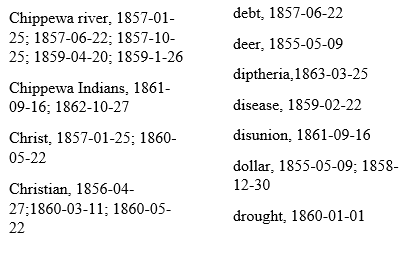 Chippewa river, 1857-01-
25; 1857-06-22; 1857-10-
25; 1859-04-20; 1859-1-26
Chippewa Indians, 1861-
09-16; 1862-10-27
Christ, 1857-01-25; 1860-
05-22
Christian, 1856-04-
27;1860-03-11; 1860-05-
22
debt, 1857-06-22
deer, 1855-05-09
diptheria,1863-03-25
disease, 1859-02-22
disunion, 1861-09-16
dollar, 1855-05-09; 1858-
12-30
drought, 1860-01-01